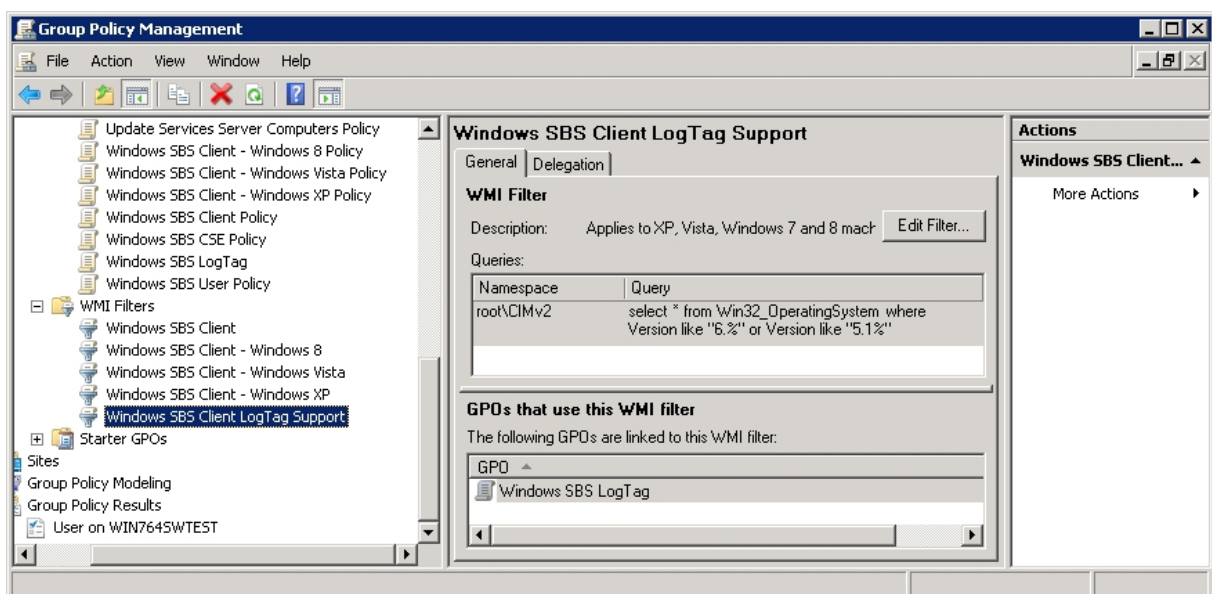 Group Policy Management
File Action View Window Help
Update Services Server Computers Policy
Windows SBS Client - Windows 8 Policy
Windows SBS Client - Windows Vista Policy
Windows SBS Client - Windows XP Policy
Windows SBS Client Policy
Windows SBS CSE Policy
Windows SBS LogTag
Windows SBS User Policy
WMI Filters
Windows SBS Client
Windows SBS Client - Windows 8
Windows SBS Client - Windows Vista
Windows SBS Client - Windows XP
Windows SBS Client LogTag Support
Starter GPOs
Sites
Group Policy Modeling
Group Policy Results
User on WIN764SWTEST
Windows SBS Client LogTag Support
General Delegation
WMI Filter
Description: Applies to XP, Vista, Windows 7 and 8 mach Edit Filter...
Queries:
Namespace Query
root\CIMv2 select * from Win32_OperatingSystem where
Version like "6.%" or Version like "5.1%"
GPOs that use this WMI filter
The following GPOs are linked to this WMI filter:
GPO
Windows SBS LogTag
Actions
Windows SBS Client...
More Actions